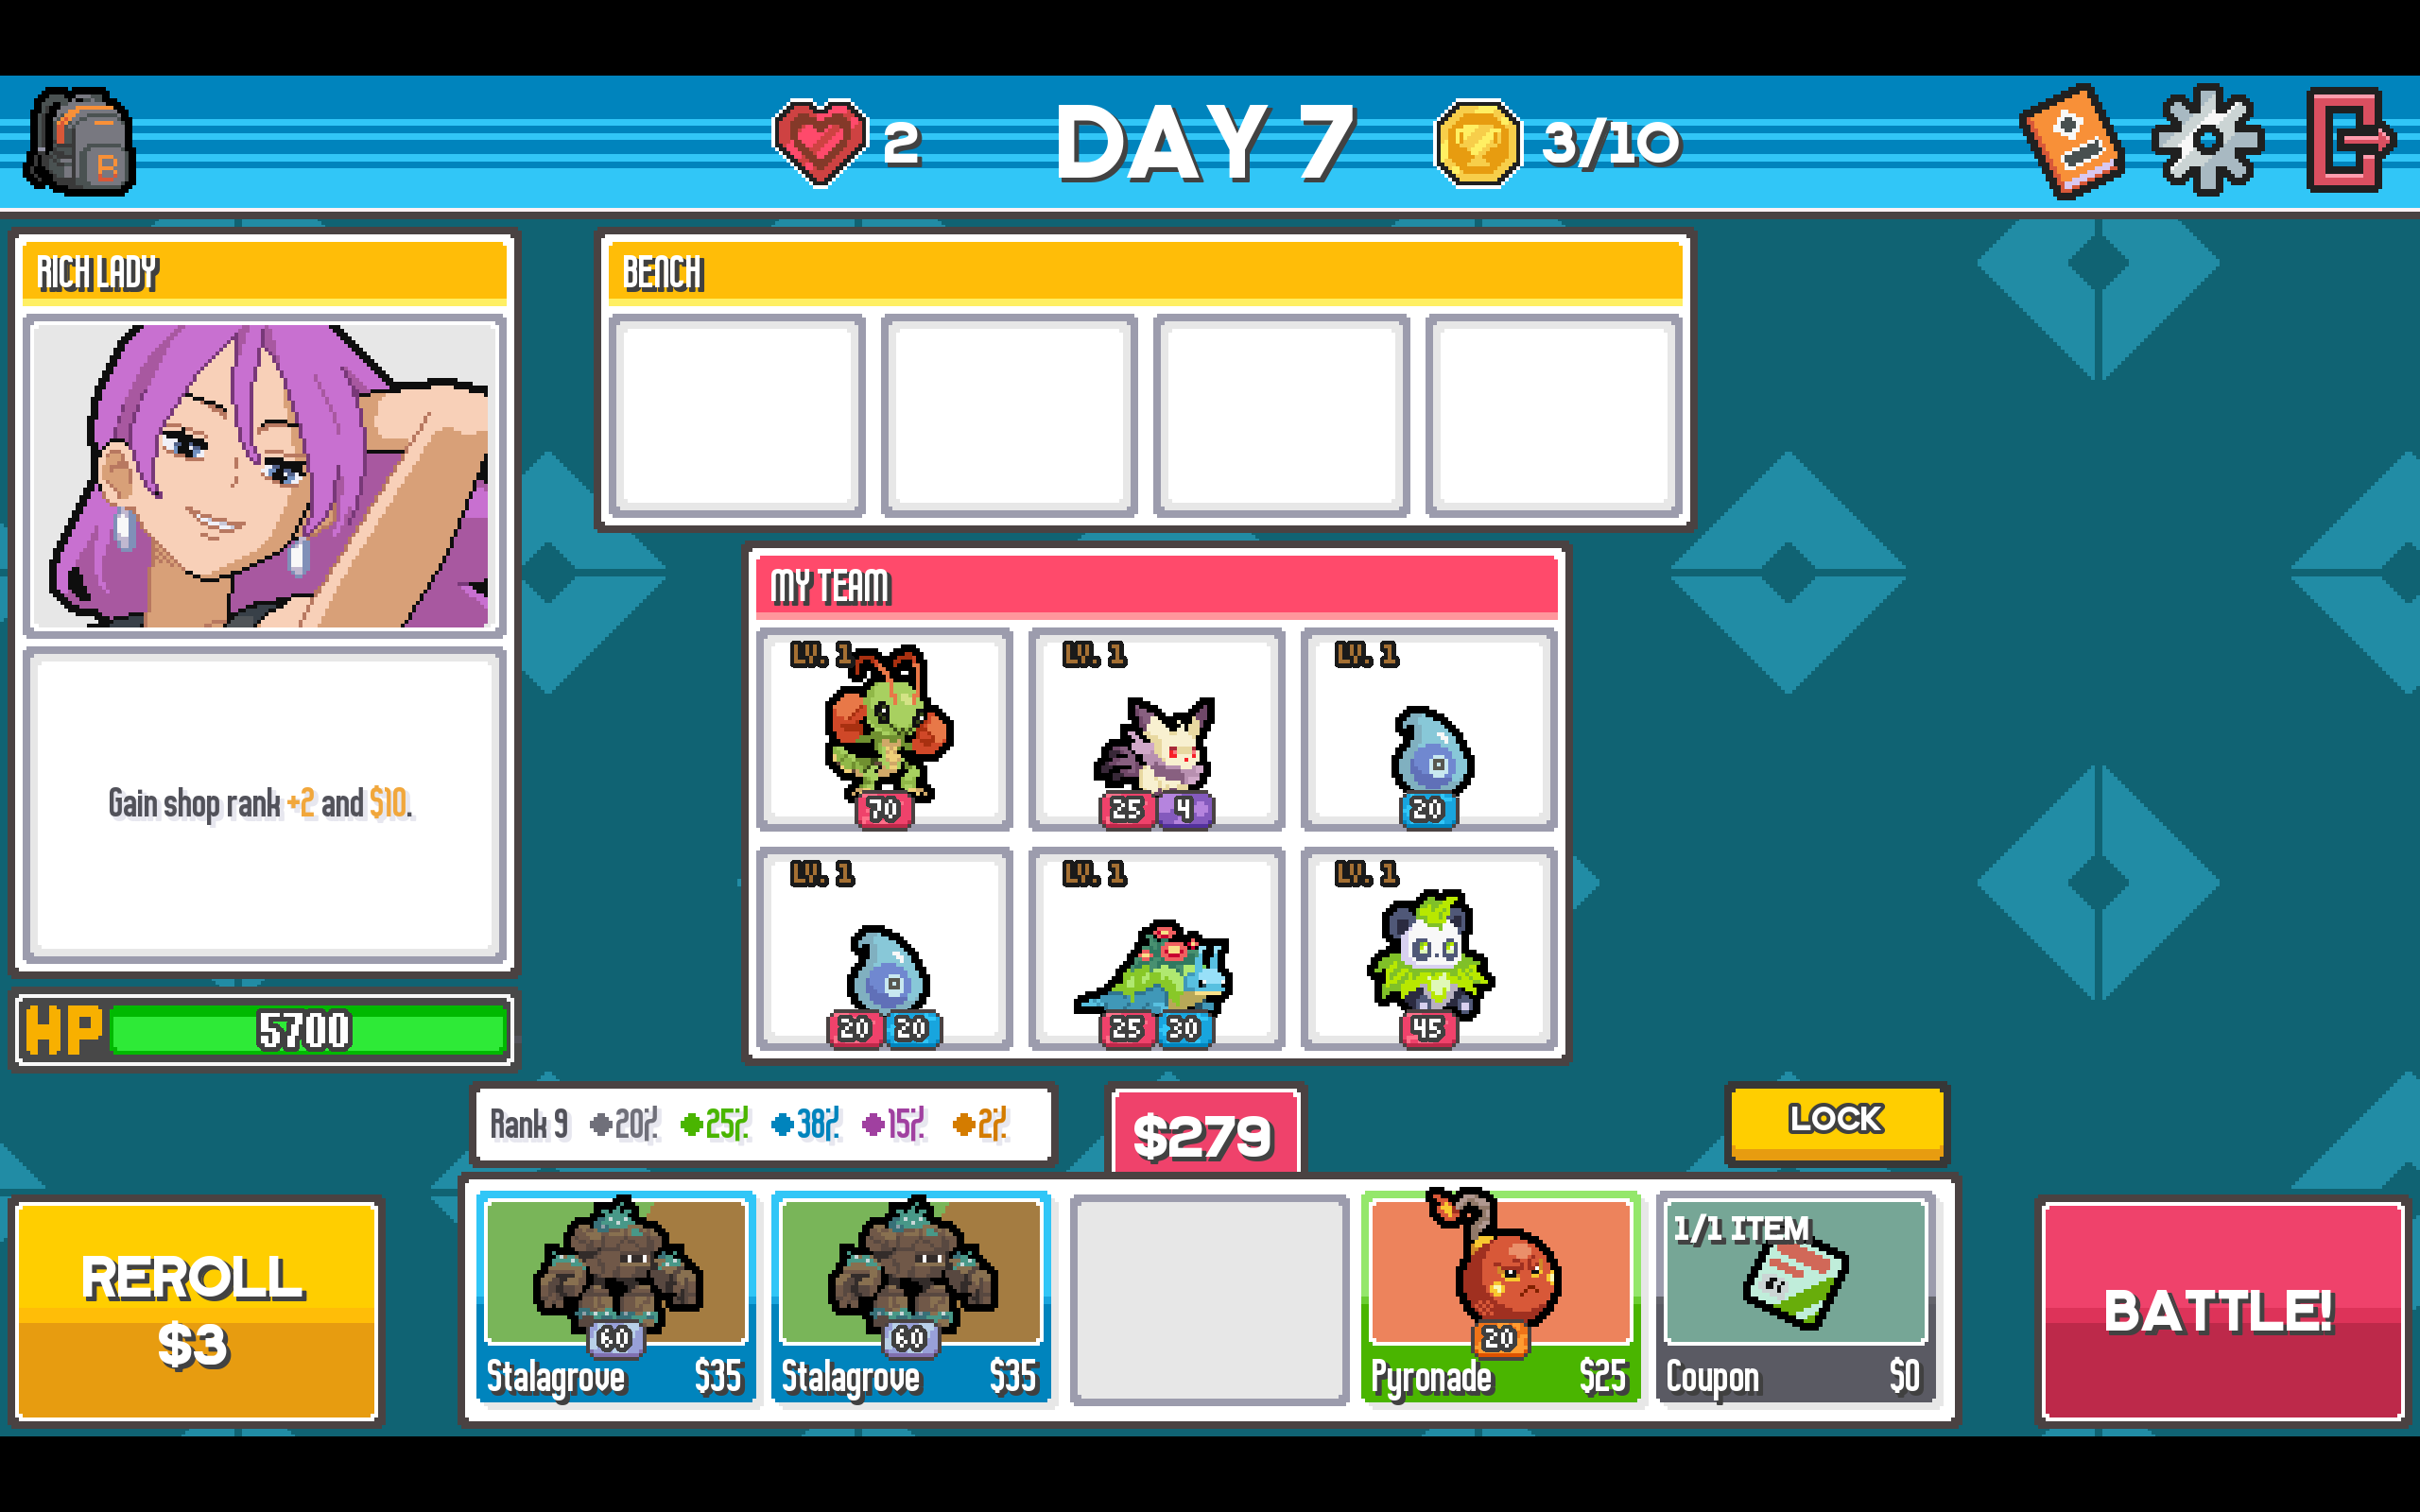 2
DAY 7
3/10
B
RICH LADY
Gain shop rank +2 and $10.
HP 5700
BENCH
MY TEAM
LV. 1
LV. 1
LV. 1
70
25 4
20
LV. 1
LV. 1
LV. 1
20 20
25 30
45
Rank 9 20% 25% 38% 15% 2%
$279
LOCK
REROLL
$3
60
Stalagrove $35
60
Stalagrove $35
20
Pyronade $25
1/1 ITEM
Coupon $0
BATTLE!